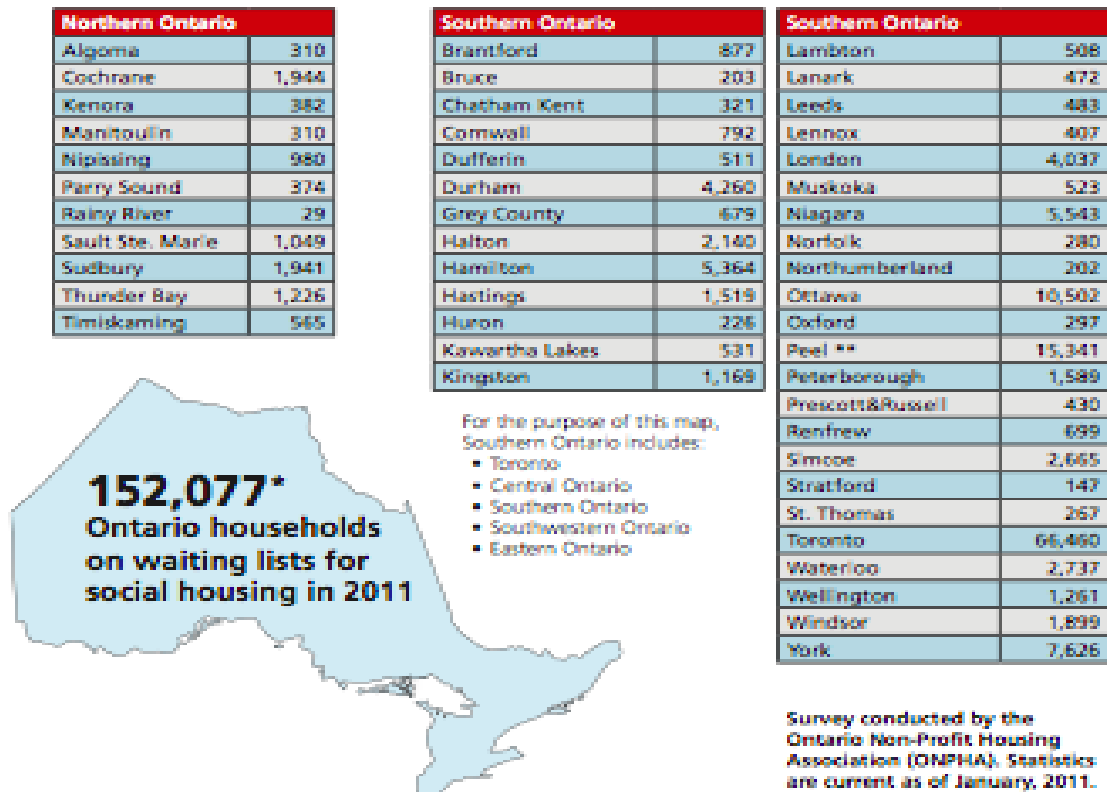 Northern Ontario
Algoma 310
Cochrane 1,944
Kenora 382
Manitoulin 310
Nipissing 980
Parry Sound 374
Rainy River 29
Sault Ste. Marie 1,049
Sudbury 1,941
Thunder Bay 1,226
Timiskaming 565
Southern Ontario
Brantford 877
Bruce 203
Chatham Kent 321
Cornwall 792
Dufferin 511
Durham 4,260
Grey County 679
Halton 2,140
Hamilton 5,364
Hastings 1,519
Huron 226
Kawartha Lakes 531
Kingston 1,169
Southern Ontario
Lambton 508
Lanark 472
Leeds 483
Lennox 407
London 4,037
Muskoka 523
Niagara 5,543
Norfolk 280
Northumberland 202
Ottawa 10,502
Oxford 297
Peel ** 15,341
Peterborough 1,589
Prescott&Russell 430
Renfrew 699
Simcoe 2,665
Stratford 147
St. Thomas 267
Toronto 66,460
Waterloo 2,737
Wellington 1,261
Windsor 1,899
York 7,626
For the purpose of this map,
Southern Ontario includes:
• Toronto
• Central Ontario
• Southern Ontario
• Southwestern Ontario
• Eastern Ontario
152,077*
Ontario households
on waiting lists for
social housing in 2011
Survey conducted by the
Ontario Non-Profit Housing
Association (ONPHA). Statistics
are current as of January, 2011.